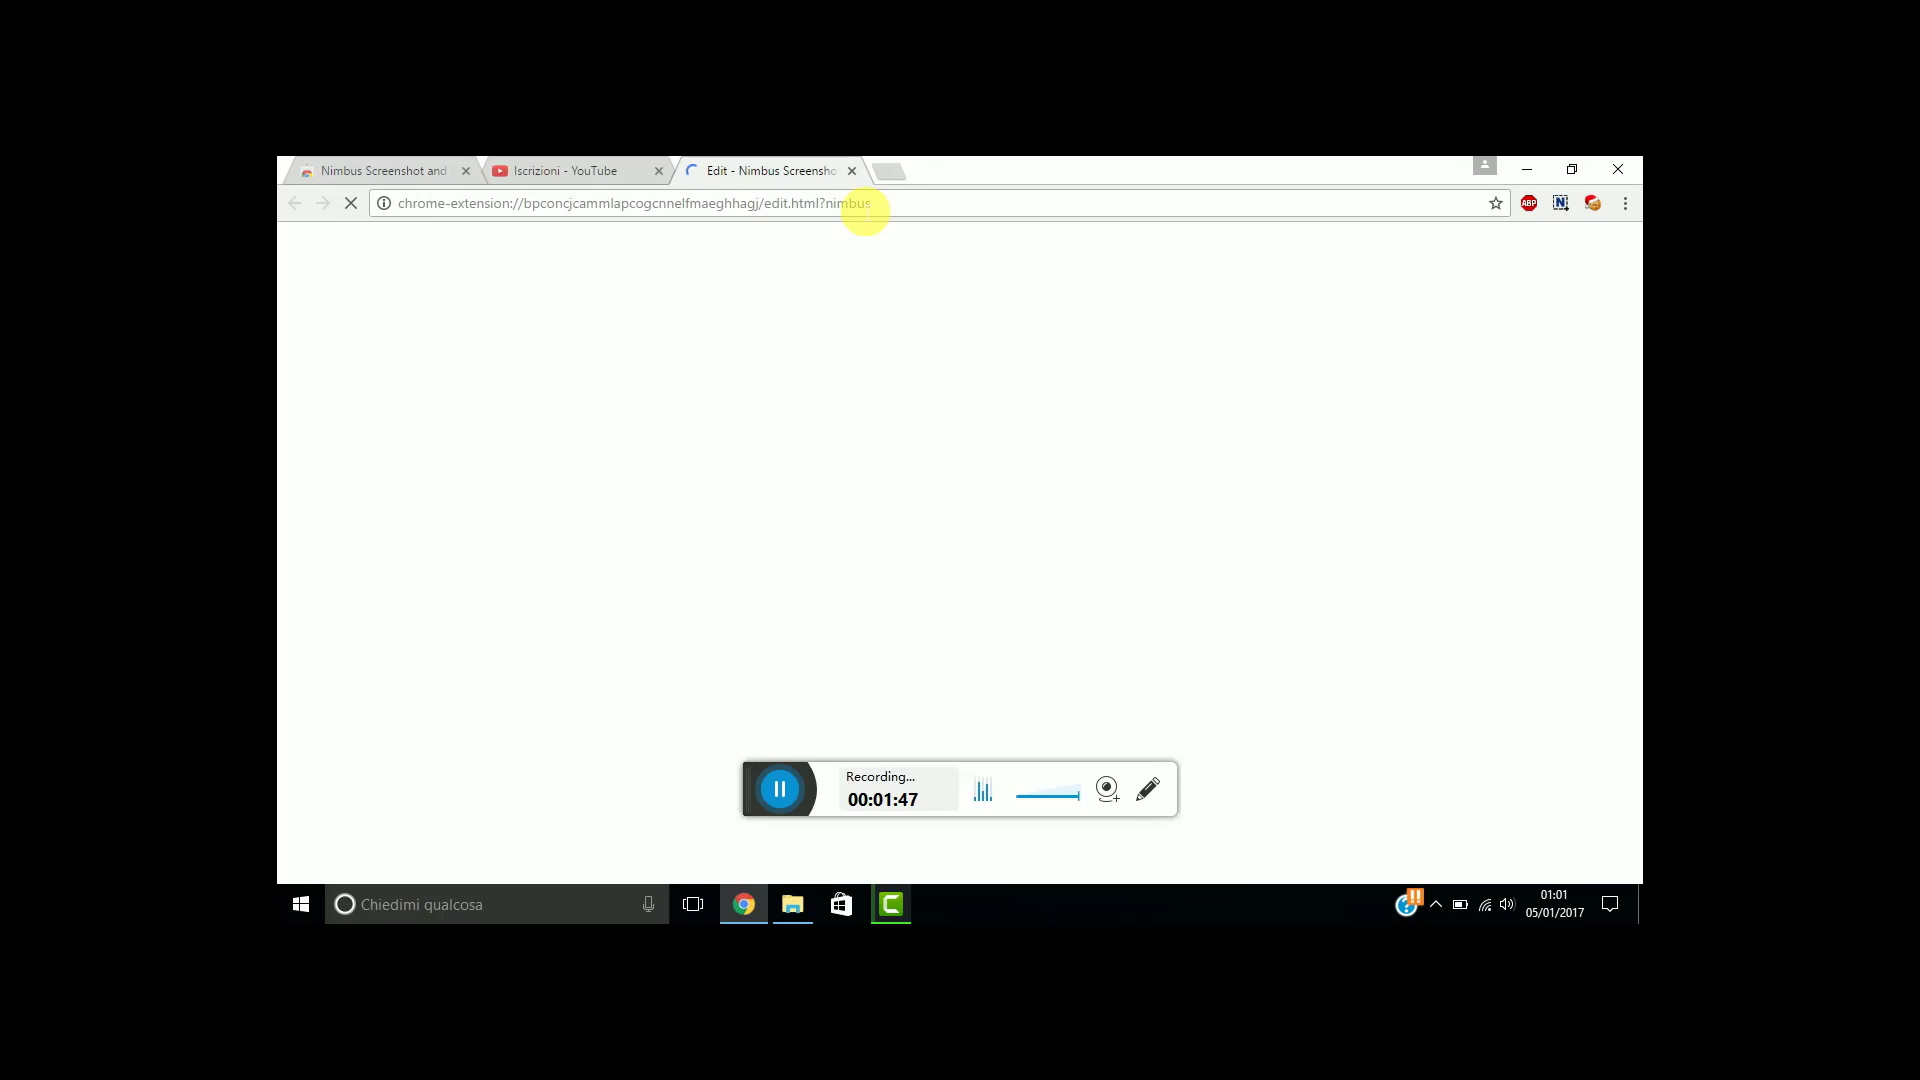 Nimbus Screenshot and
Iscrizioni - YouTube
Edit - Nimbus Screensho
chrome-extension://bpconcjcammlapcogcnnelfmaeghhagj/edit.html?nimbus
ABP
N
Recording...
00:01:47
Chiedimi qualcosa
01:01
05/01/2017